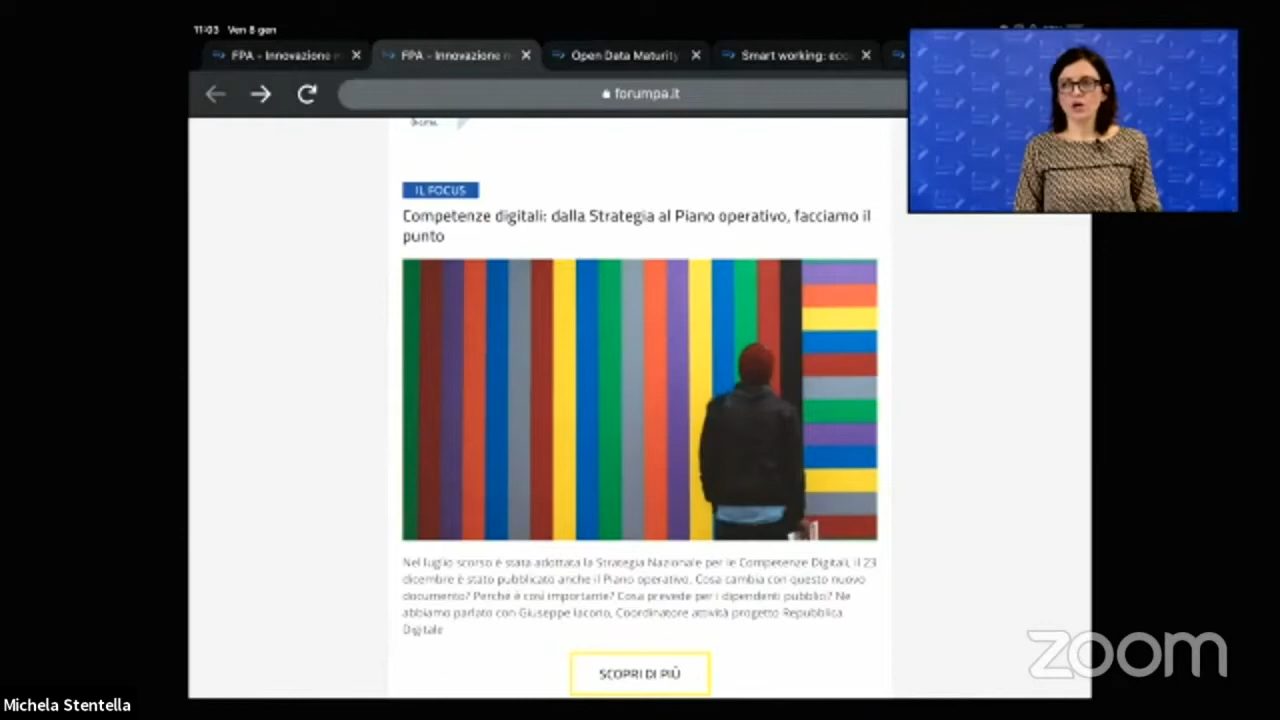 11:03 Ven 8 gen
FPA - Innovazione n
FPA - Innovazione n
Open Data Maturity
Smart working: eco
forumpa.it
IL FOCUS
Competenze digitali: dalla Strategia al Piano operativo, facciamo il
punto
Nel luglio scorso è stata adottata la Strategia Nazionale per le Competenze Digitali, il 23
dicembre è stato pubblicato anche il Piano operativo. Cosa cambia con questo nuovo
documento? Perché è così importante? Cosa prevede per i dipendenti pubblici? Ne
abbiamo parlato con Giuseppe Iacono, Coordinatore attività progetto Repubblica
Digitale
SCOPRI DI PIÙ
zoom
Michela Stentella